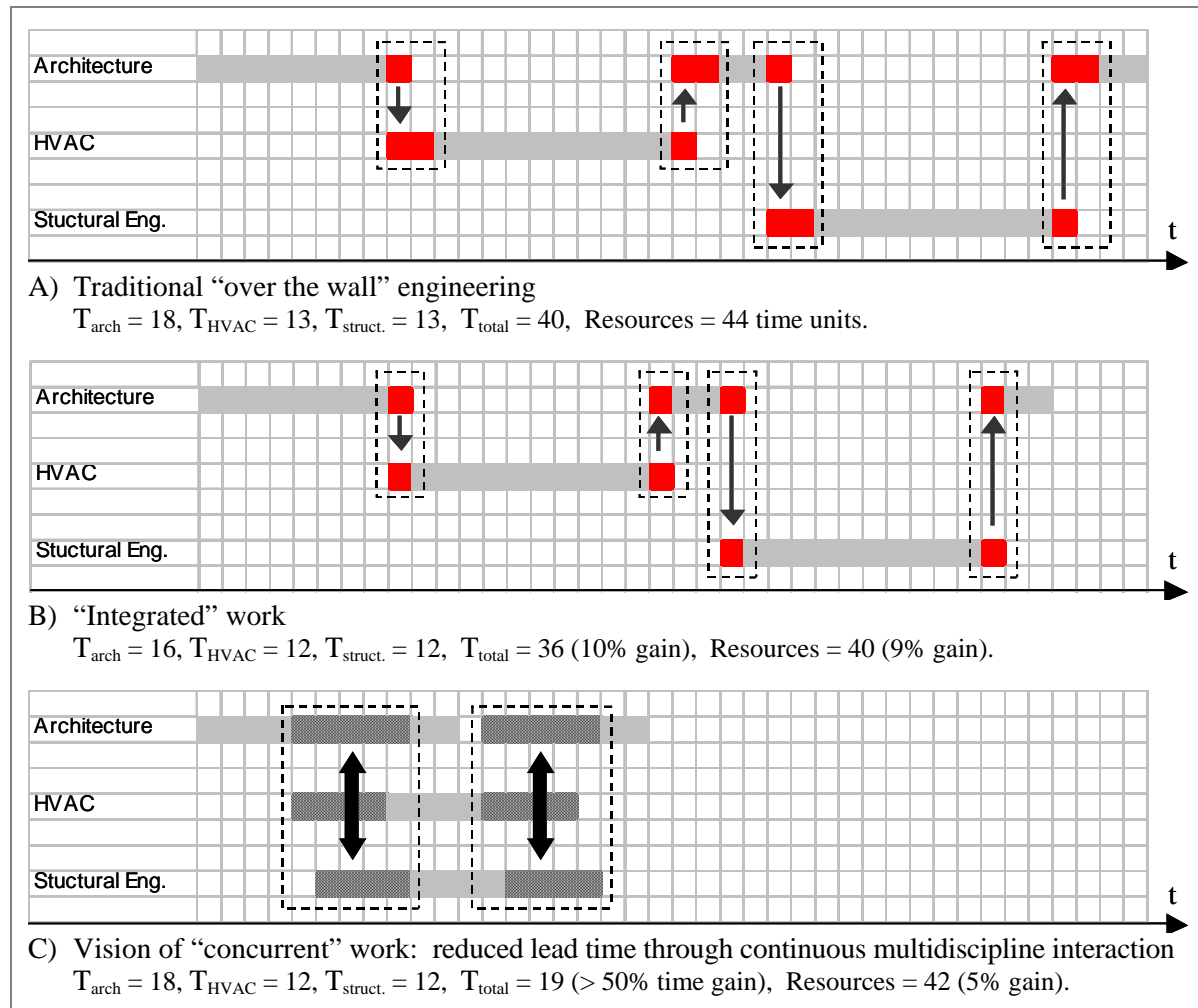 Architecture
HVAC
Stuctural Eng.
t
A) Traditional “over the wall” engineering
Tarch = 18, THVAC = 13, Tstruct. = 13, Ttotal = 40, Resources = 44 time units.
Architecture
HVAC
Stuctural Eng.
t
B) “Integrated” work
Tarch = 16, THVAC = 12, Tstruct. = 12, Ttotal = 36 (10% gain), Resources = 40 (9% gain).
Architecture
HVAC
Stuctural Eng.
t
C) Vision of “concurrent” work: reduced lead time through continuous multidiscipline interaction
Tarch = 18, THVAC = 12, Tstruct. = 12, Ttotal = 19 (> 50% time gain), Resources = 42 (5% gain).